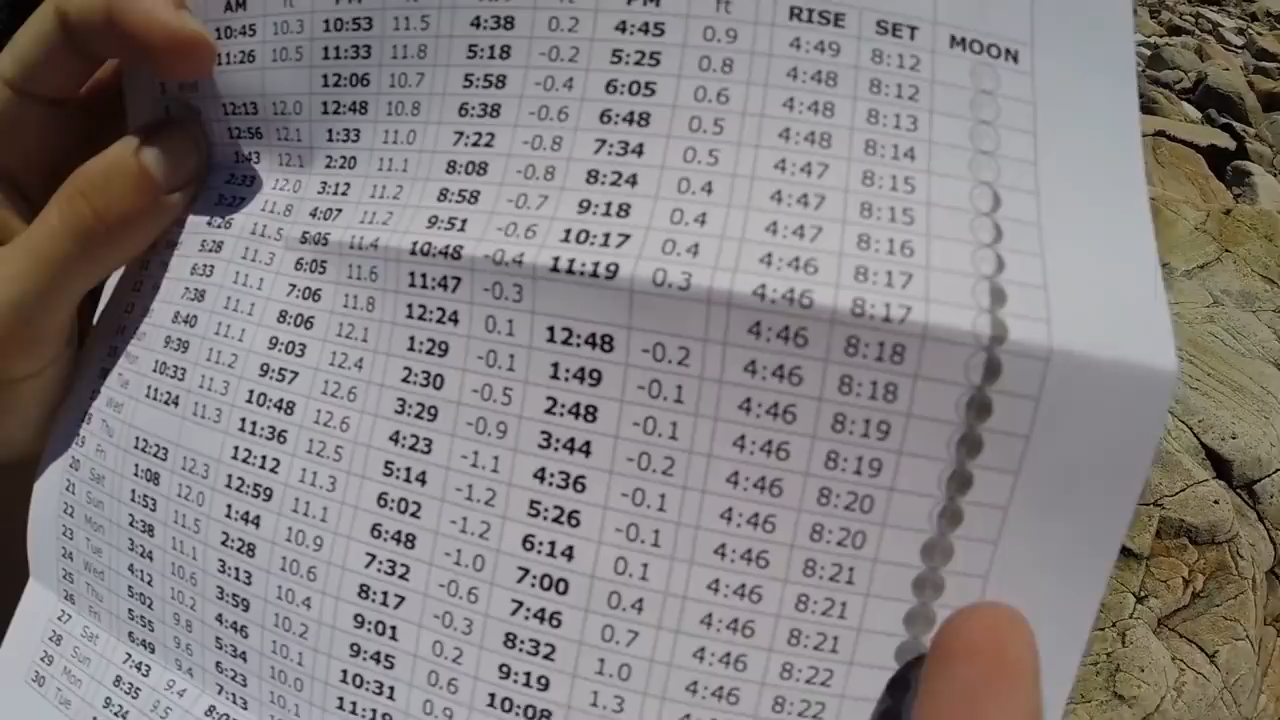 AM ft PM ft RISE SET MOON
10:45 10.3 10:53 11.5 4:38 0.2 4:45 0.9 4:49 8:12
11:26 10.5 11:33 11.8 5:18 -0.2 5:25 0.8 4:48 8:12
12:06 10.7 5:58 -0.4 6:05 0.6 4:48 8:13
12:13 12.0 12:48 10.8 6:38 -0.6 6:48 0.5 4:48 8:14
12:56 12.1 1:33 11.0 7:22 -0.8 7:34 0.5 4:47 8:15
1:43 12.1 2:20 11.1 8:08 -0.8 8:24 0.4 4:47 8:15
2:33 12.0 3:12 11.2 8:58 -0.7 9:18 0.4 4:47 8:16
3:27 11.8 4:07 11.2 9:51 -0.6 10:17 0.4 4:46 8:17
4:26 11.5 5:05 11.4 10:48 -0.4 11:19 0.3 4:46 8:17
5:28 11.3 6:05 11.6 11:47 -0.3 4:46 8:18
6:33 11.1 7:06 11.8 12:24 0.1 12:48 -0.2 4:46 8:18
7:38 11.1 8:06 12.1 1:29 -0.1 1:49 -0.1 4:46 8:19
8:40 11.1 9:03 12.4 2:30 -0.5 2:48 -0.1 4:46 8:19
9:39 11.2 9:57 12.6 3:29 -0.9 3:44 -0.2 4:46 8:20
10:33 11.3 10:48 12.6 4:23 -1.1 4:36 -0.1 4:46 8:20
Tue 11:24 11.3 11:36 12.5 5:14 -1.2 5:26 -0.1 4:46 8:21
Wed 12:12 11.3 6:02 -1.2 6:14 0.1 4:46 8:21
18 Thu 12:23 12.3 12:59 11.1 6:48 -1.0 7:00 0.4 4:46 8:21
19 Fri 1:08 12.0 1:44 10.9 7:32 -0.6 7:46 0.7 4:46 8:22
20 Sat 1:53 11.5 2:28 10.6 8:17 -0.3 8:32 1.0 4:46 8:22
21 Sun 2:38 11.1 3:13 10.4 9:01 0.2 9:19 1.3
22 Mon 3:24 10.6 3:59 10.2 9:45 0.6 10:08
23 Tue 4:12 10.2 4:46 10.1 10:31 0.9
24 Wed 5:02 9.8 5:34 10.0 11:19
25 Thu 5:55 9.6 6:23 10.1
26 Fri 6:49 9.4 7:13
27 Sat 7:43 9.4
28 Sun 8:35 9.5
29 Mon 9:24
30 Tue